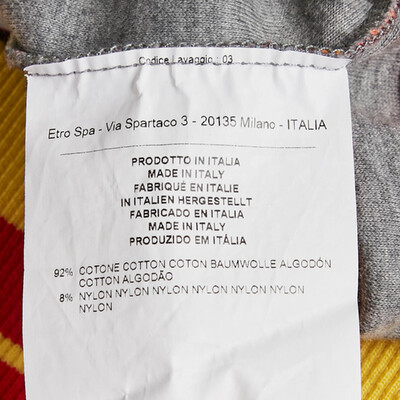 Codice Lavaggio : 03
Etro Spa - Via Spartaco 3 - 20135 Milano - ITALIA
PRODOTTO IN ITALIA
MADE IN ITALY
FABRIQUÉ EN ITALIE
IN ITALIEN HERGESTELLT
FABRICADO EN ITALIA
MADE IN ITALY
PRODUZIDO EM ITÁLIA
92% COTONE COTTON COTON BAUMWOLLE ALGODÓN
COTTON ALGODÃO
8% NYLON NYLON NYLON NYLON NYLON NYLON
NYLON